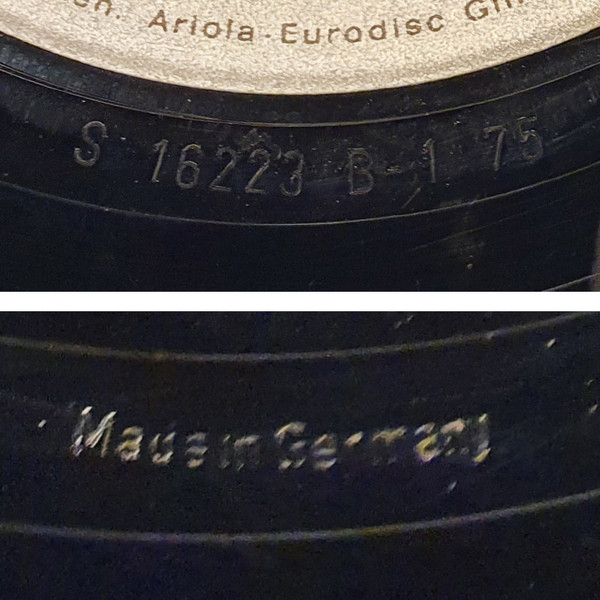 Ariola-Eurodisc
S 16223 B-1 75
Made in Germany